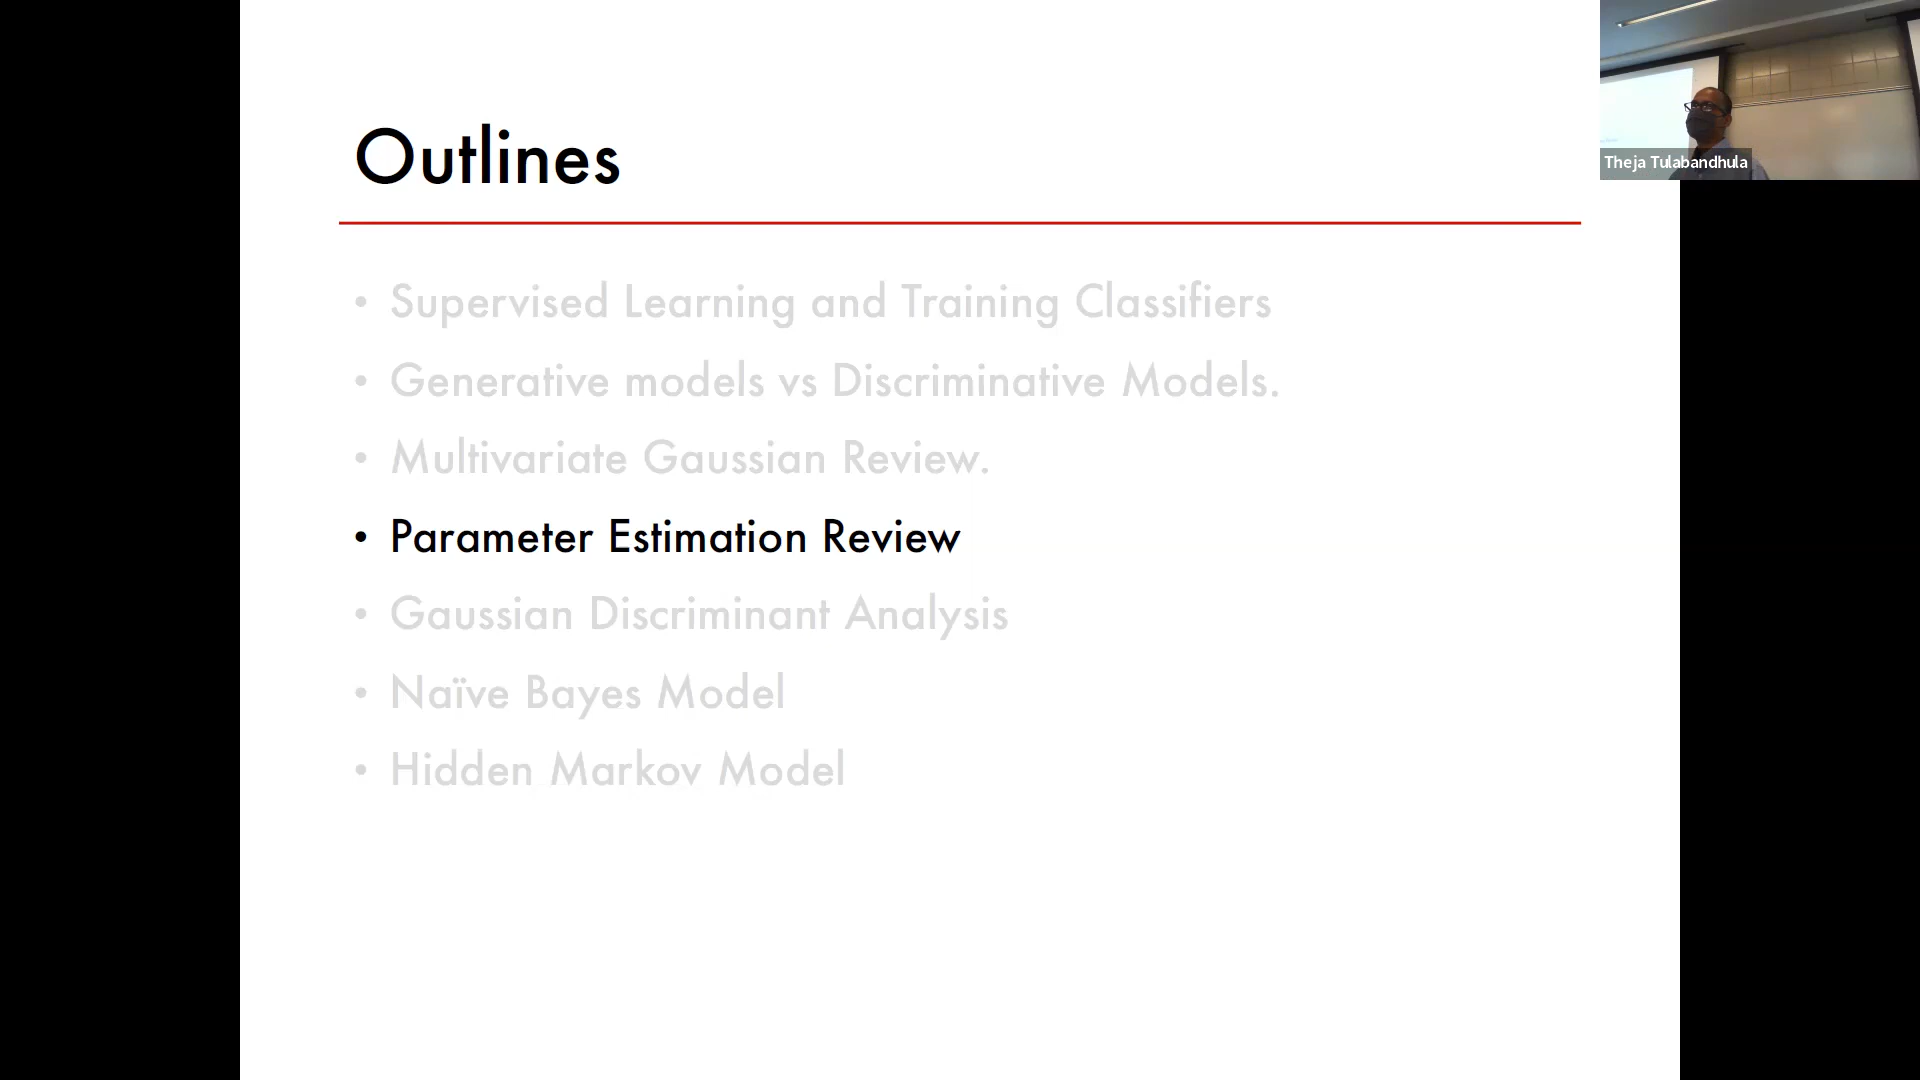 Outlines
• Supervised Learning and Training Classifiers
• Generative models vs Discriminative Models.
• Multivariate Gaussian Review.
• Parameter Estimation Review
• Gaussian Discriminant Analysis
• Naïve Bayes Model
• Hidden Markov Model
Theja Tulabandhula